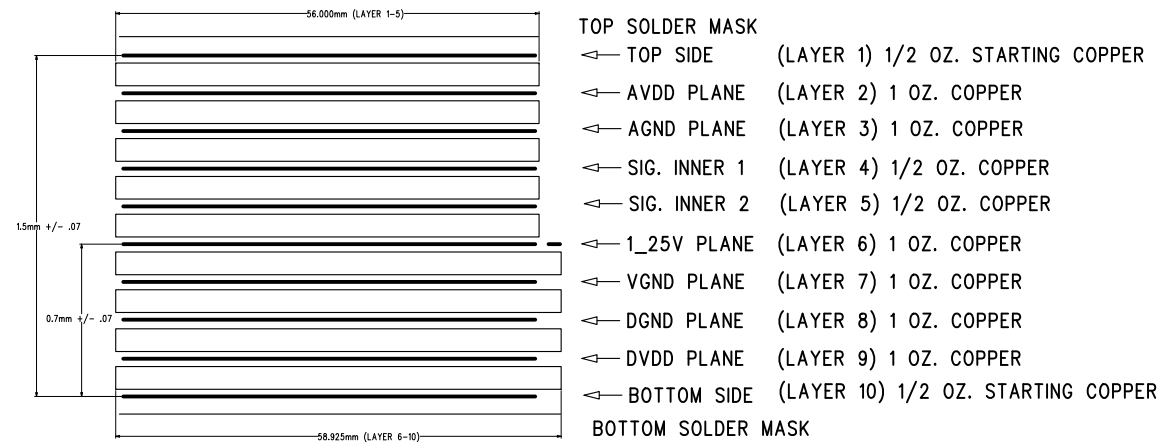 56.000mm (LAYER 1-5)
TOP SOLDER MASK
TOP SIDE (LAYER 1) 1/2 OZ. STARTING COPPER
AVDD PLANE (LAYER 2) 1 OZ. COPPER
AGND PLANE (LAYER 3) 1 OZ. COPPER
SIG. INNER 1 (LAYER 4) 1/2 OZ. COPPER
SIG. INNER 2 (LAYER 5) 1/2 OZ. COPPER
1.5mm +/- .07
1_25V PLANE (LAYER 6) 1 OZ. COPPER
VGND PLANE (LAYER 7) 1 OZ. COPPER
0.7mm +/- .07
DGND PLANE (LAYER 8) 1 OZ. COPPER
DVDD PLANE (LAYER 9) 1 OZ. COPPER
BOTTOM SIDE (LAYER 10) 1/2 OZ. STARTING COPPER
BOTTOM SOLDER MASK
58.925mm (LAYER 6-10)